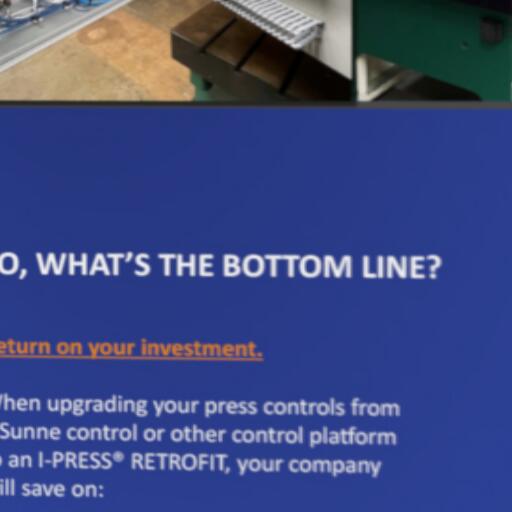 O, WHAT'S THE BOTTOM LINE?
eturn on your investment.
hen upgrading your press controls from
Sunne control or other control platform
an I-PRESS® RETROFIT, your company
ill save on: